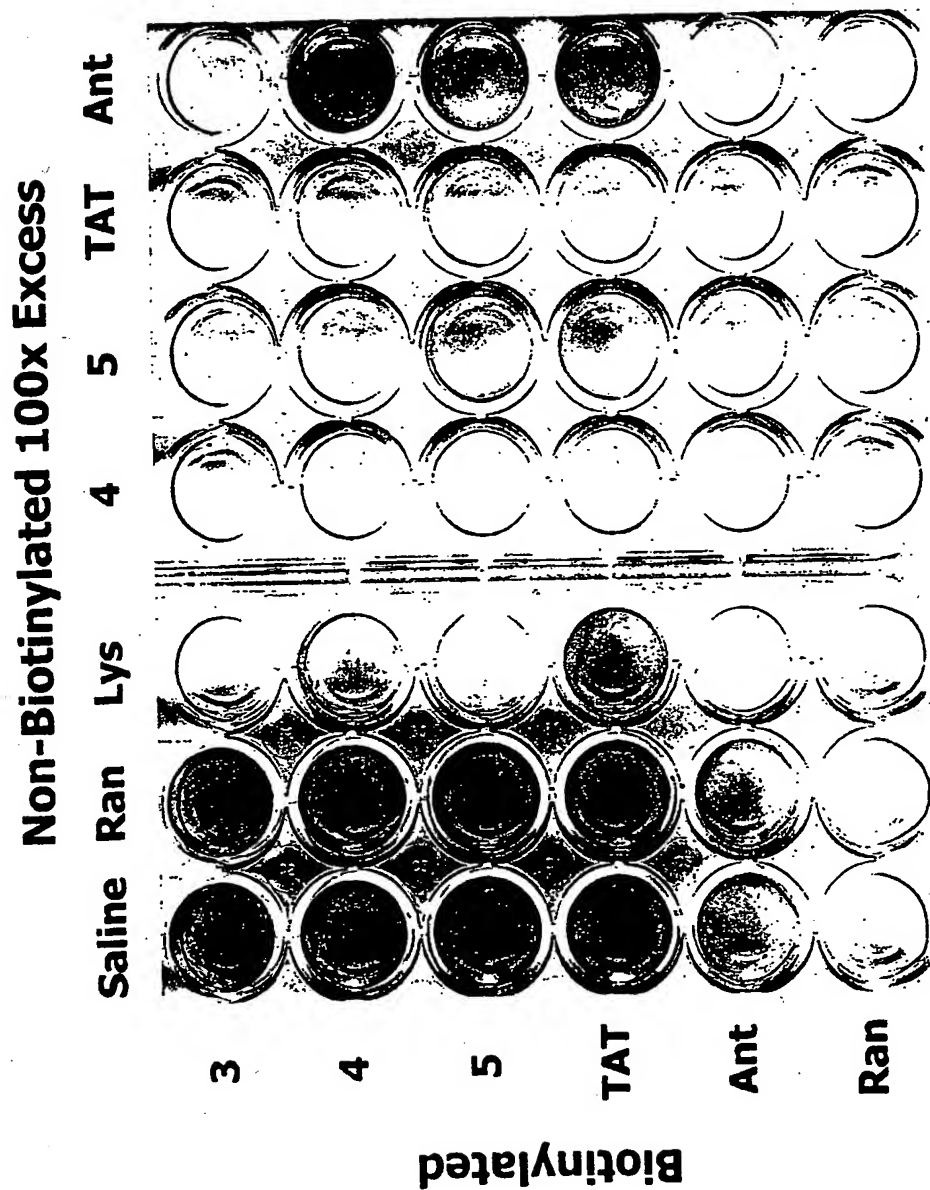 Non-Biotinylated 100x Excess
Saline Ran Lys 4 5 TAT Ant
3
4
5
TAT
Ant
Ran
Biotinylated